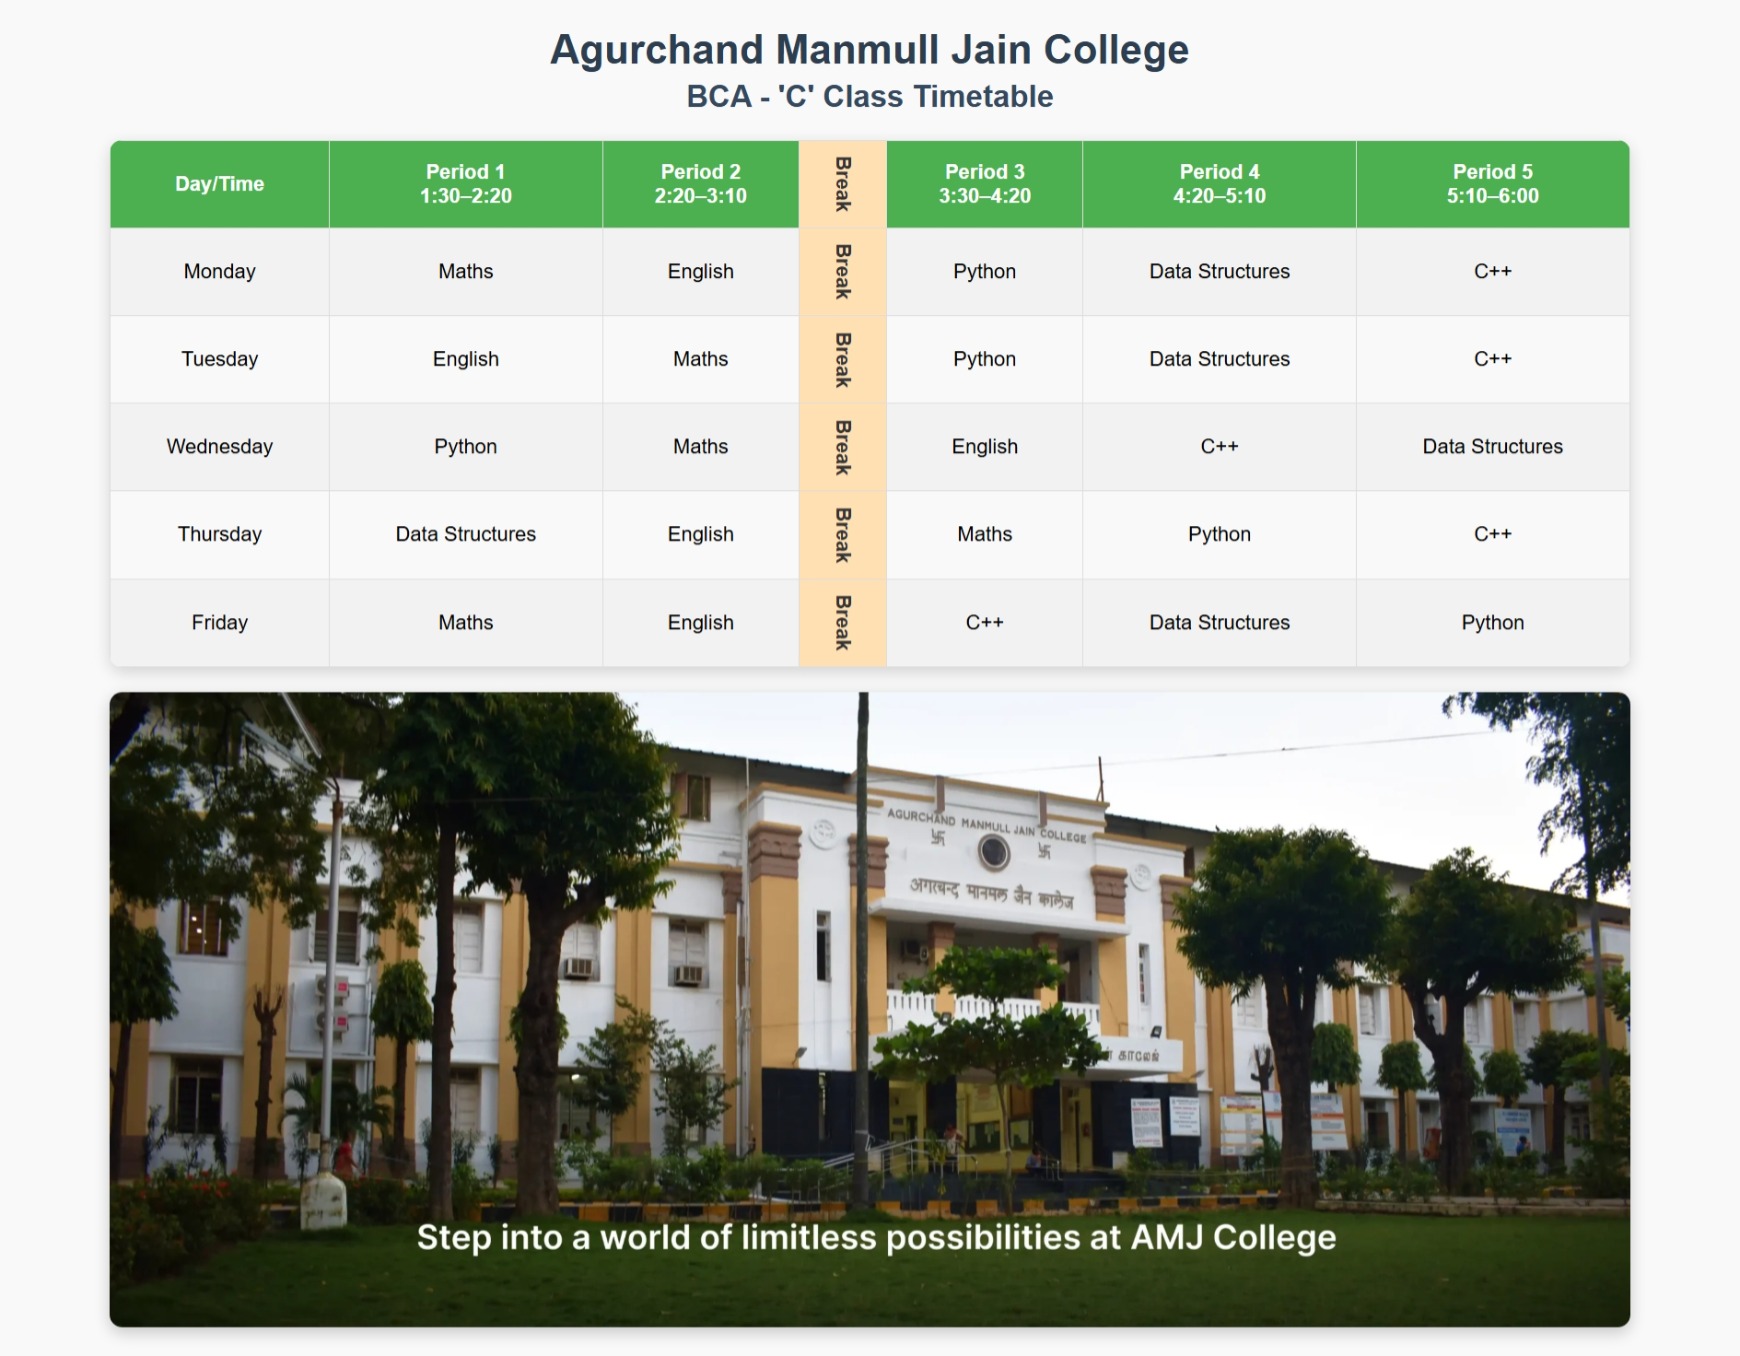 Agurchand Manmull Jain College
BCA - 'C' Class Timetable
Day/Time Period 1 Period 2 Break Period 3 Period 4 Period 5
1:30–2:20 2:20–3:10 3:30–4:20 4:20–5:10 5:10–6:00
Monday Maths English Break Python Data Structures C++
Tuesday English Maths Break Python Data Structures C++
Wednesday Python Maths Break English C++ Data Structures
Thursday Data Structures English Break Maths Python C++
Friday Maths English Break C++ Data Structures Python
AGURCHAND MANMULL JAIN COLLEGE
अगरचन्द मानमल जैन कालेज
காலேஜ்
Step into a world of limitless possibilities at AMJ College